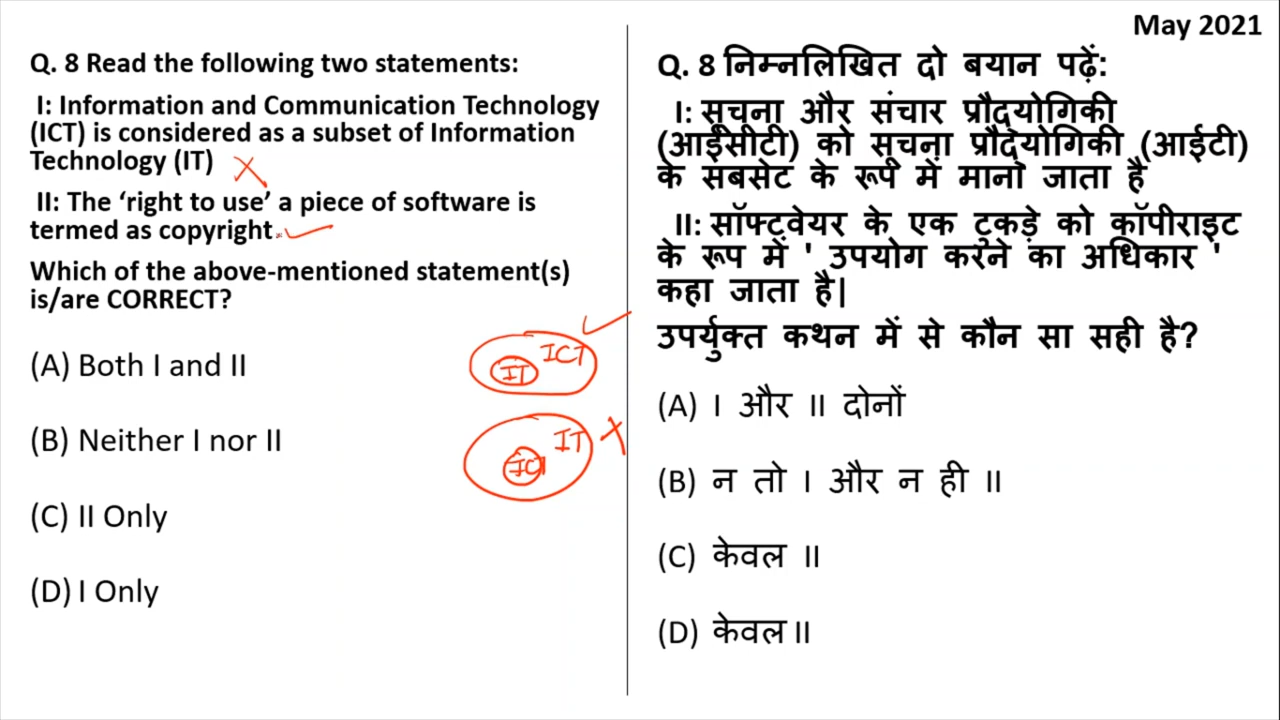 May 2021
Q. 8 Read the following two statements:
I: Information and Communication Technology
(ICT) is considered as a subset of Information
Technology (IT)
II: The ‘right to use’ a piece of software is
termed as copyright.
Which of the above-mentioned statement(s)
is/are CORRECT?
(A) Both I and II
(B) Neither I nor II
(C) II Only
(D) I Only
ICT
IT
IT
ICT
Q. 8 निम्नलिखित दो बयान पढ़ें:
I: सूचना और संचार प्रौद्योगिकी
(आईसीटी) को सूचना प्रौद्योगिकी (आईटी)
के सबसेट के रूप में माना जाता है
II: सॉफ्टवेयर के एक टुकड़े को कॉपीराइट
के रूप में ' उपयोग करने का अधिकार '
कहा जाता है|
उपर्युक्त कथन में से कौन सा सही है?
(A) I और II दोनों
(B) न तो I और न ही II
(C) केवल II
(D) केवल II